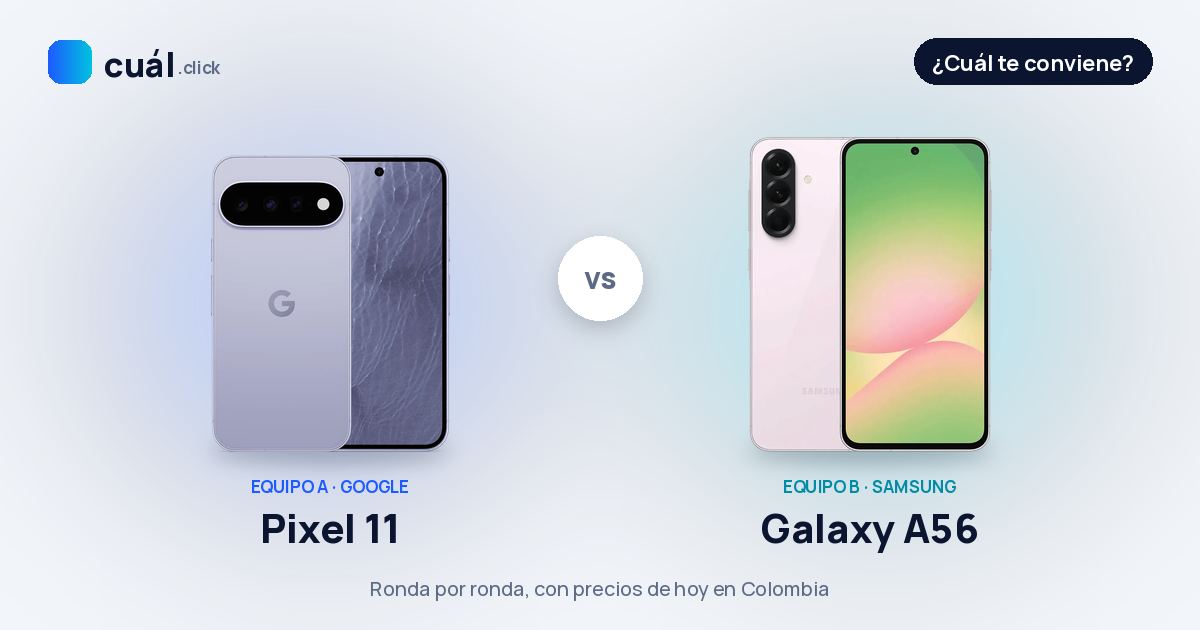 cuál.click
¿Cuál te conviene?
G
SAMSUN
vs
EQUIPO A · GOOGLE
EQUIPO B · SAMSUNG
Pixel 11
Galaxy A56
Ronda por ronda, con precios de hoy en Colombia